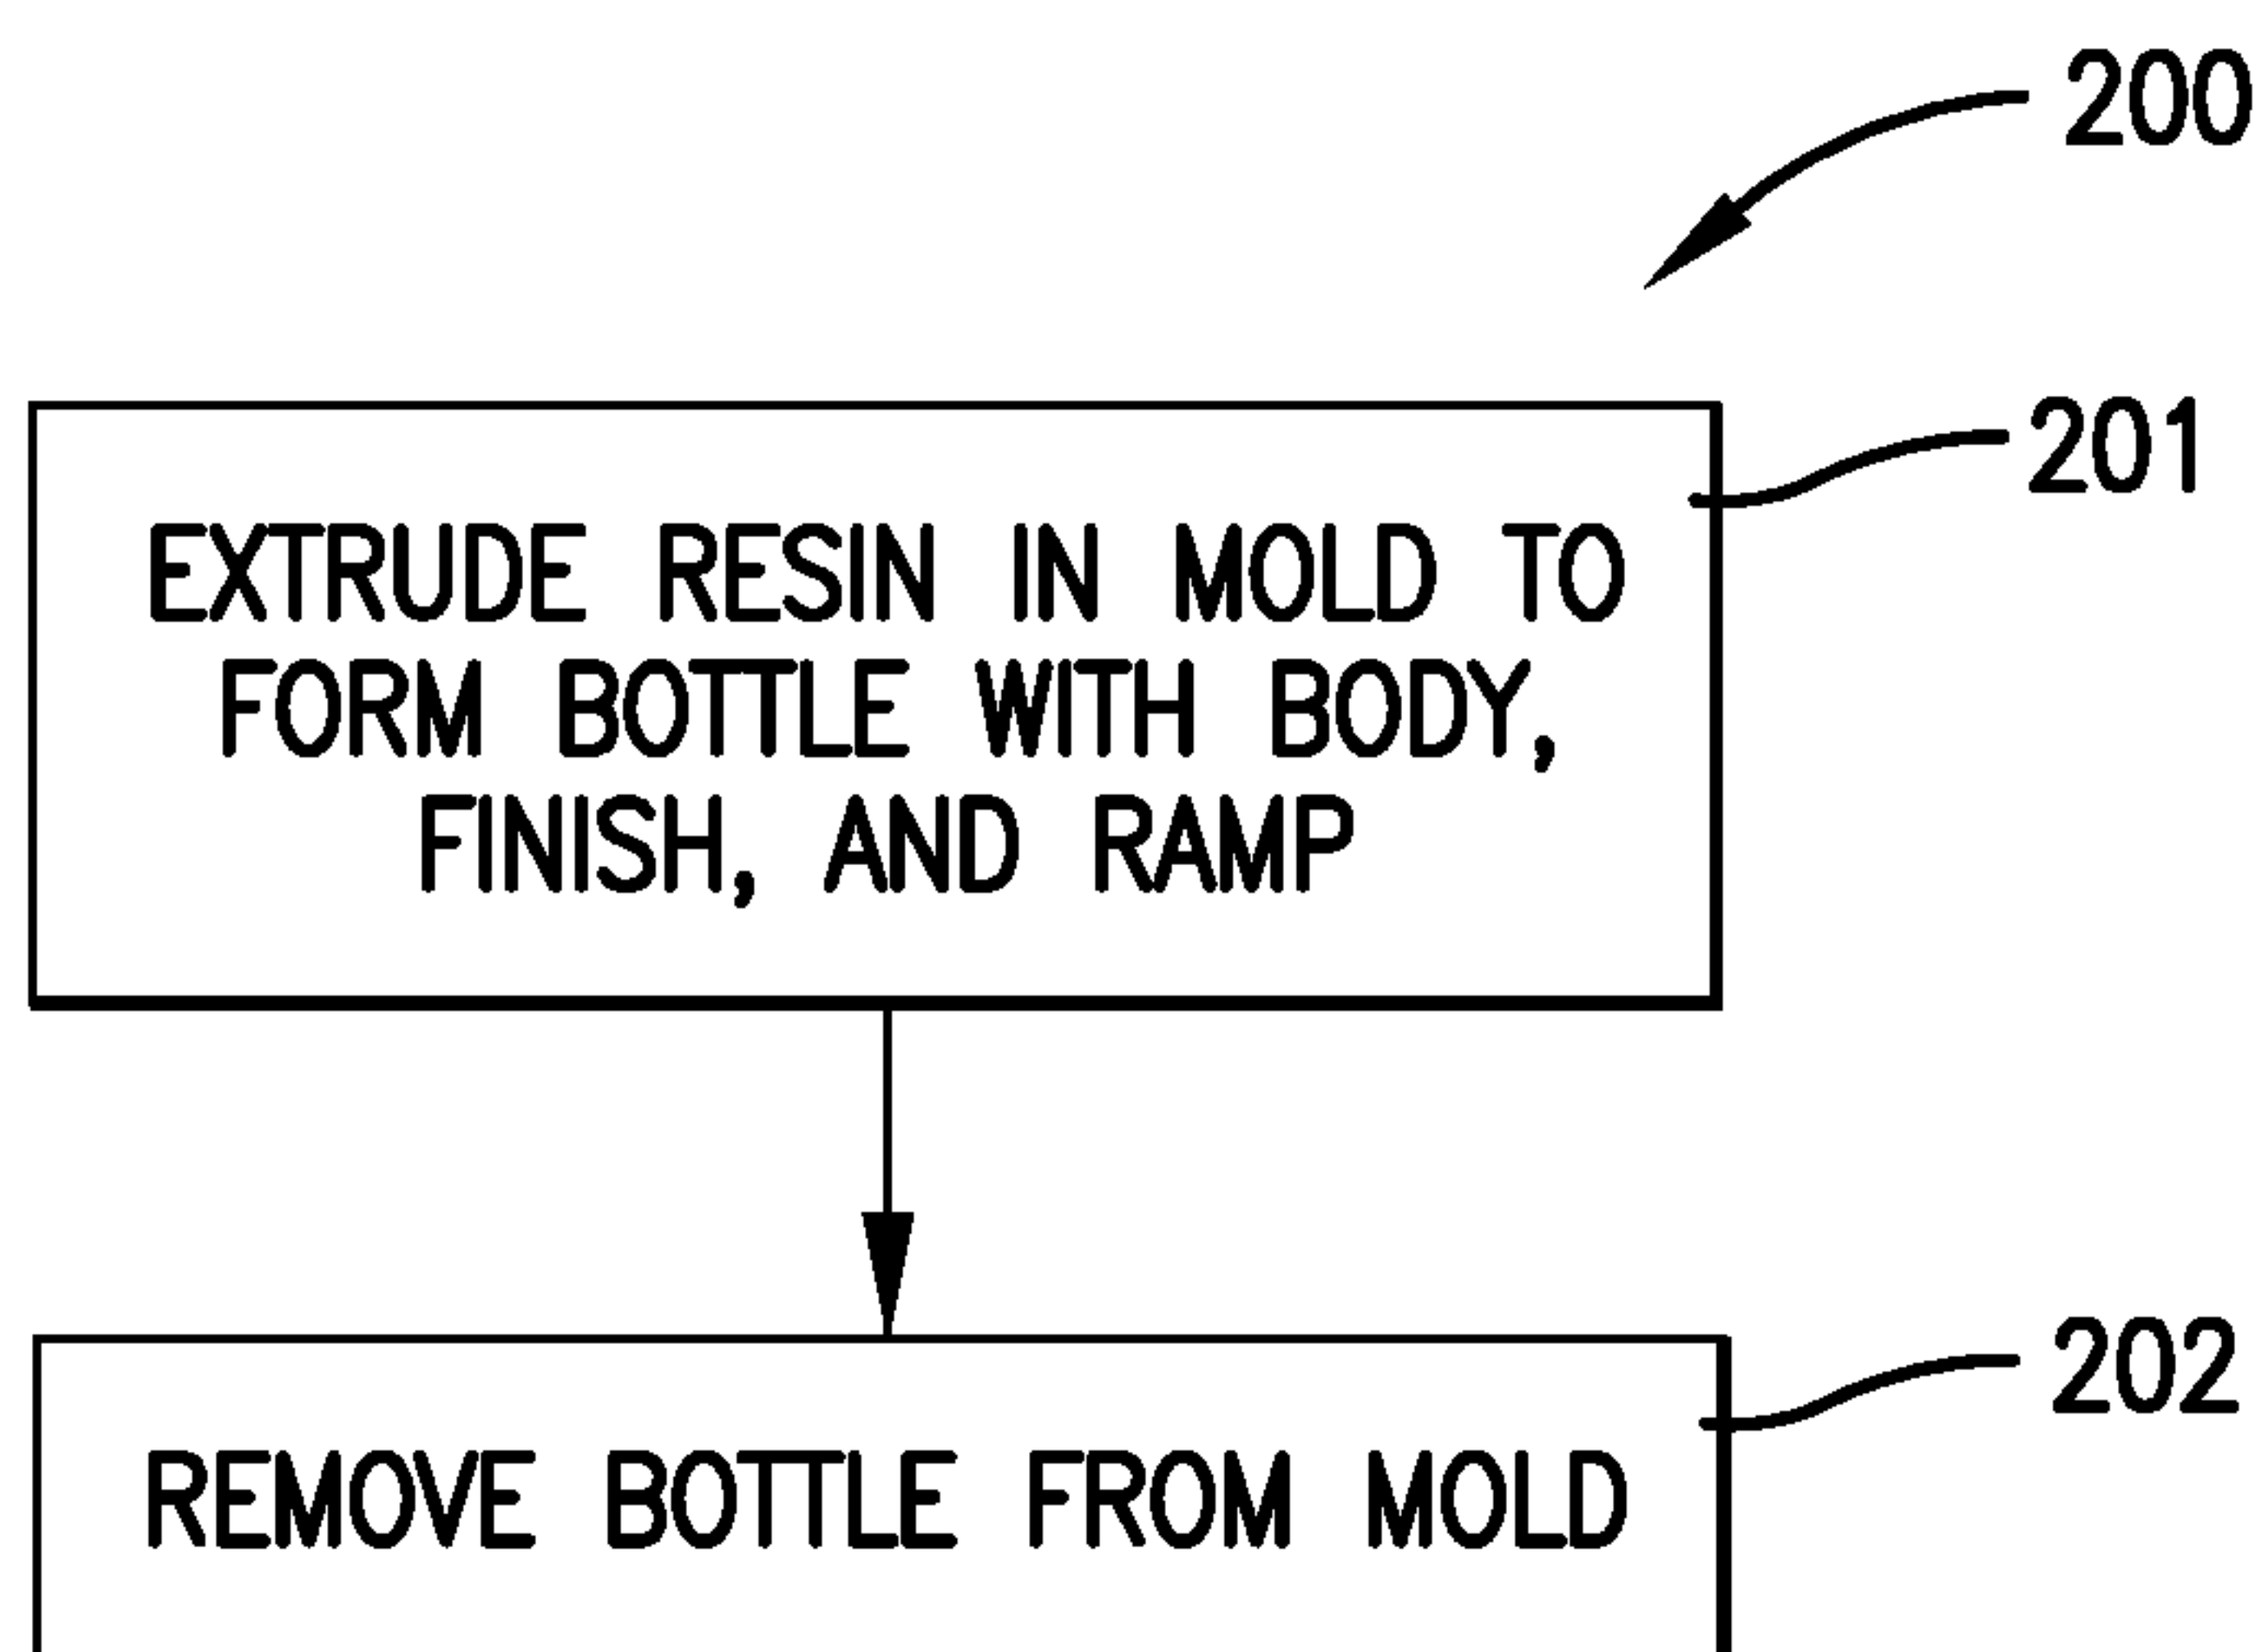 200
201
EXTRUDE RESIN IN MOLD TO
FORM BOTTLE WITH BODY,
FINISH, AND RAMP
202
REMOVE BOTTLE FROM MOLD